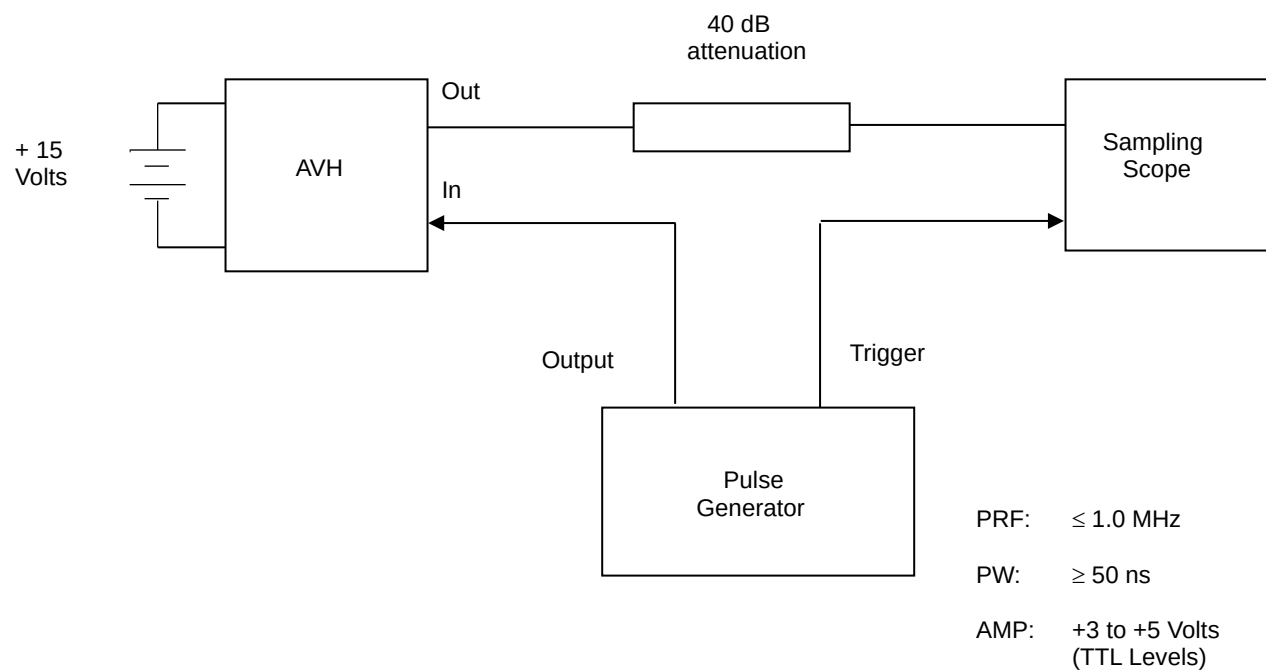 40 dB
attenuation
Out
+ 15
Volts
AVH
Sampling
Scope
In
Output
Trigger
Pulse
Generator
PRF: ≤ 1.0 MHz
PW: ≥ 50 ns
AMP: +3 to +5 Volts
(TTL Levels)